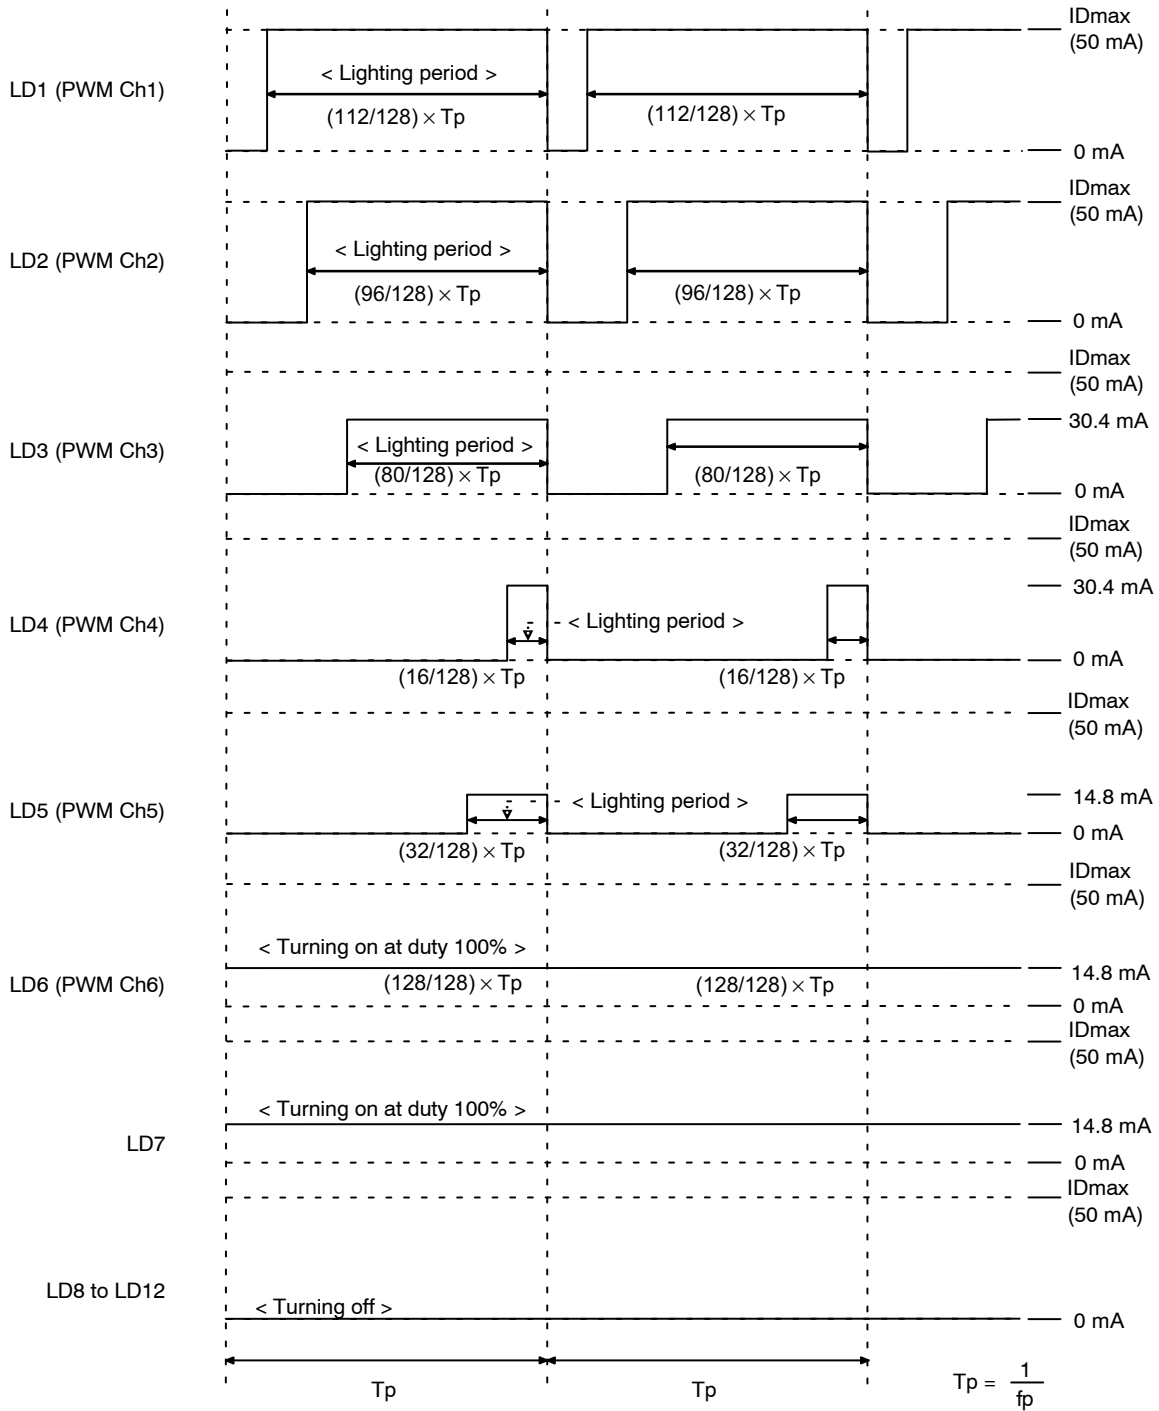 IDmax
(50 mA)
LD1 (PWM Ch1)
< Lighting period >
(112/128) × Tp
(112/128) × Tp
0 mA
IDmax
(50 mA)
LD2 (PWM Ch2)
< Lighting period >
(96/128) × Tp
(96/128) × Tp
0 mA
IDmax
(50 mA)
30.4 mA
LD3 (PWM Ch3)
< Lighting period >
(80/128) × Tp
(80/128) × Tp
0 mA
IDmax
(50 mA)
30.4 mA
LD4 (PWM Ch4)
< Lighting period >
0 mA
(16/128) × Tp
(16/128) × Tp
IDmax
(50 mA)
LD5 (PWM Ch5)
< Lighting period >
14.8 mA
0 mA
(32/128) × Tp
(32/128) × Tp
IDmax
(50 mA)
< Turning on at duty 100% >
LD6 (PWM Ch6)
(128/128) × Tp
(128/128) × Tp
14.8 mA
0 mA
IDmax
(50 mA)
< Turning on at duty 100% >
14.8 mA
LD7
0 mA
IDmax
(50 mA)
LD8 to LD12
< Turning off >
0 mA
Tp
Tp
Tp = 1
fp